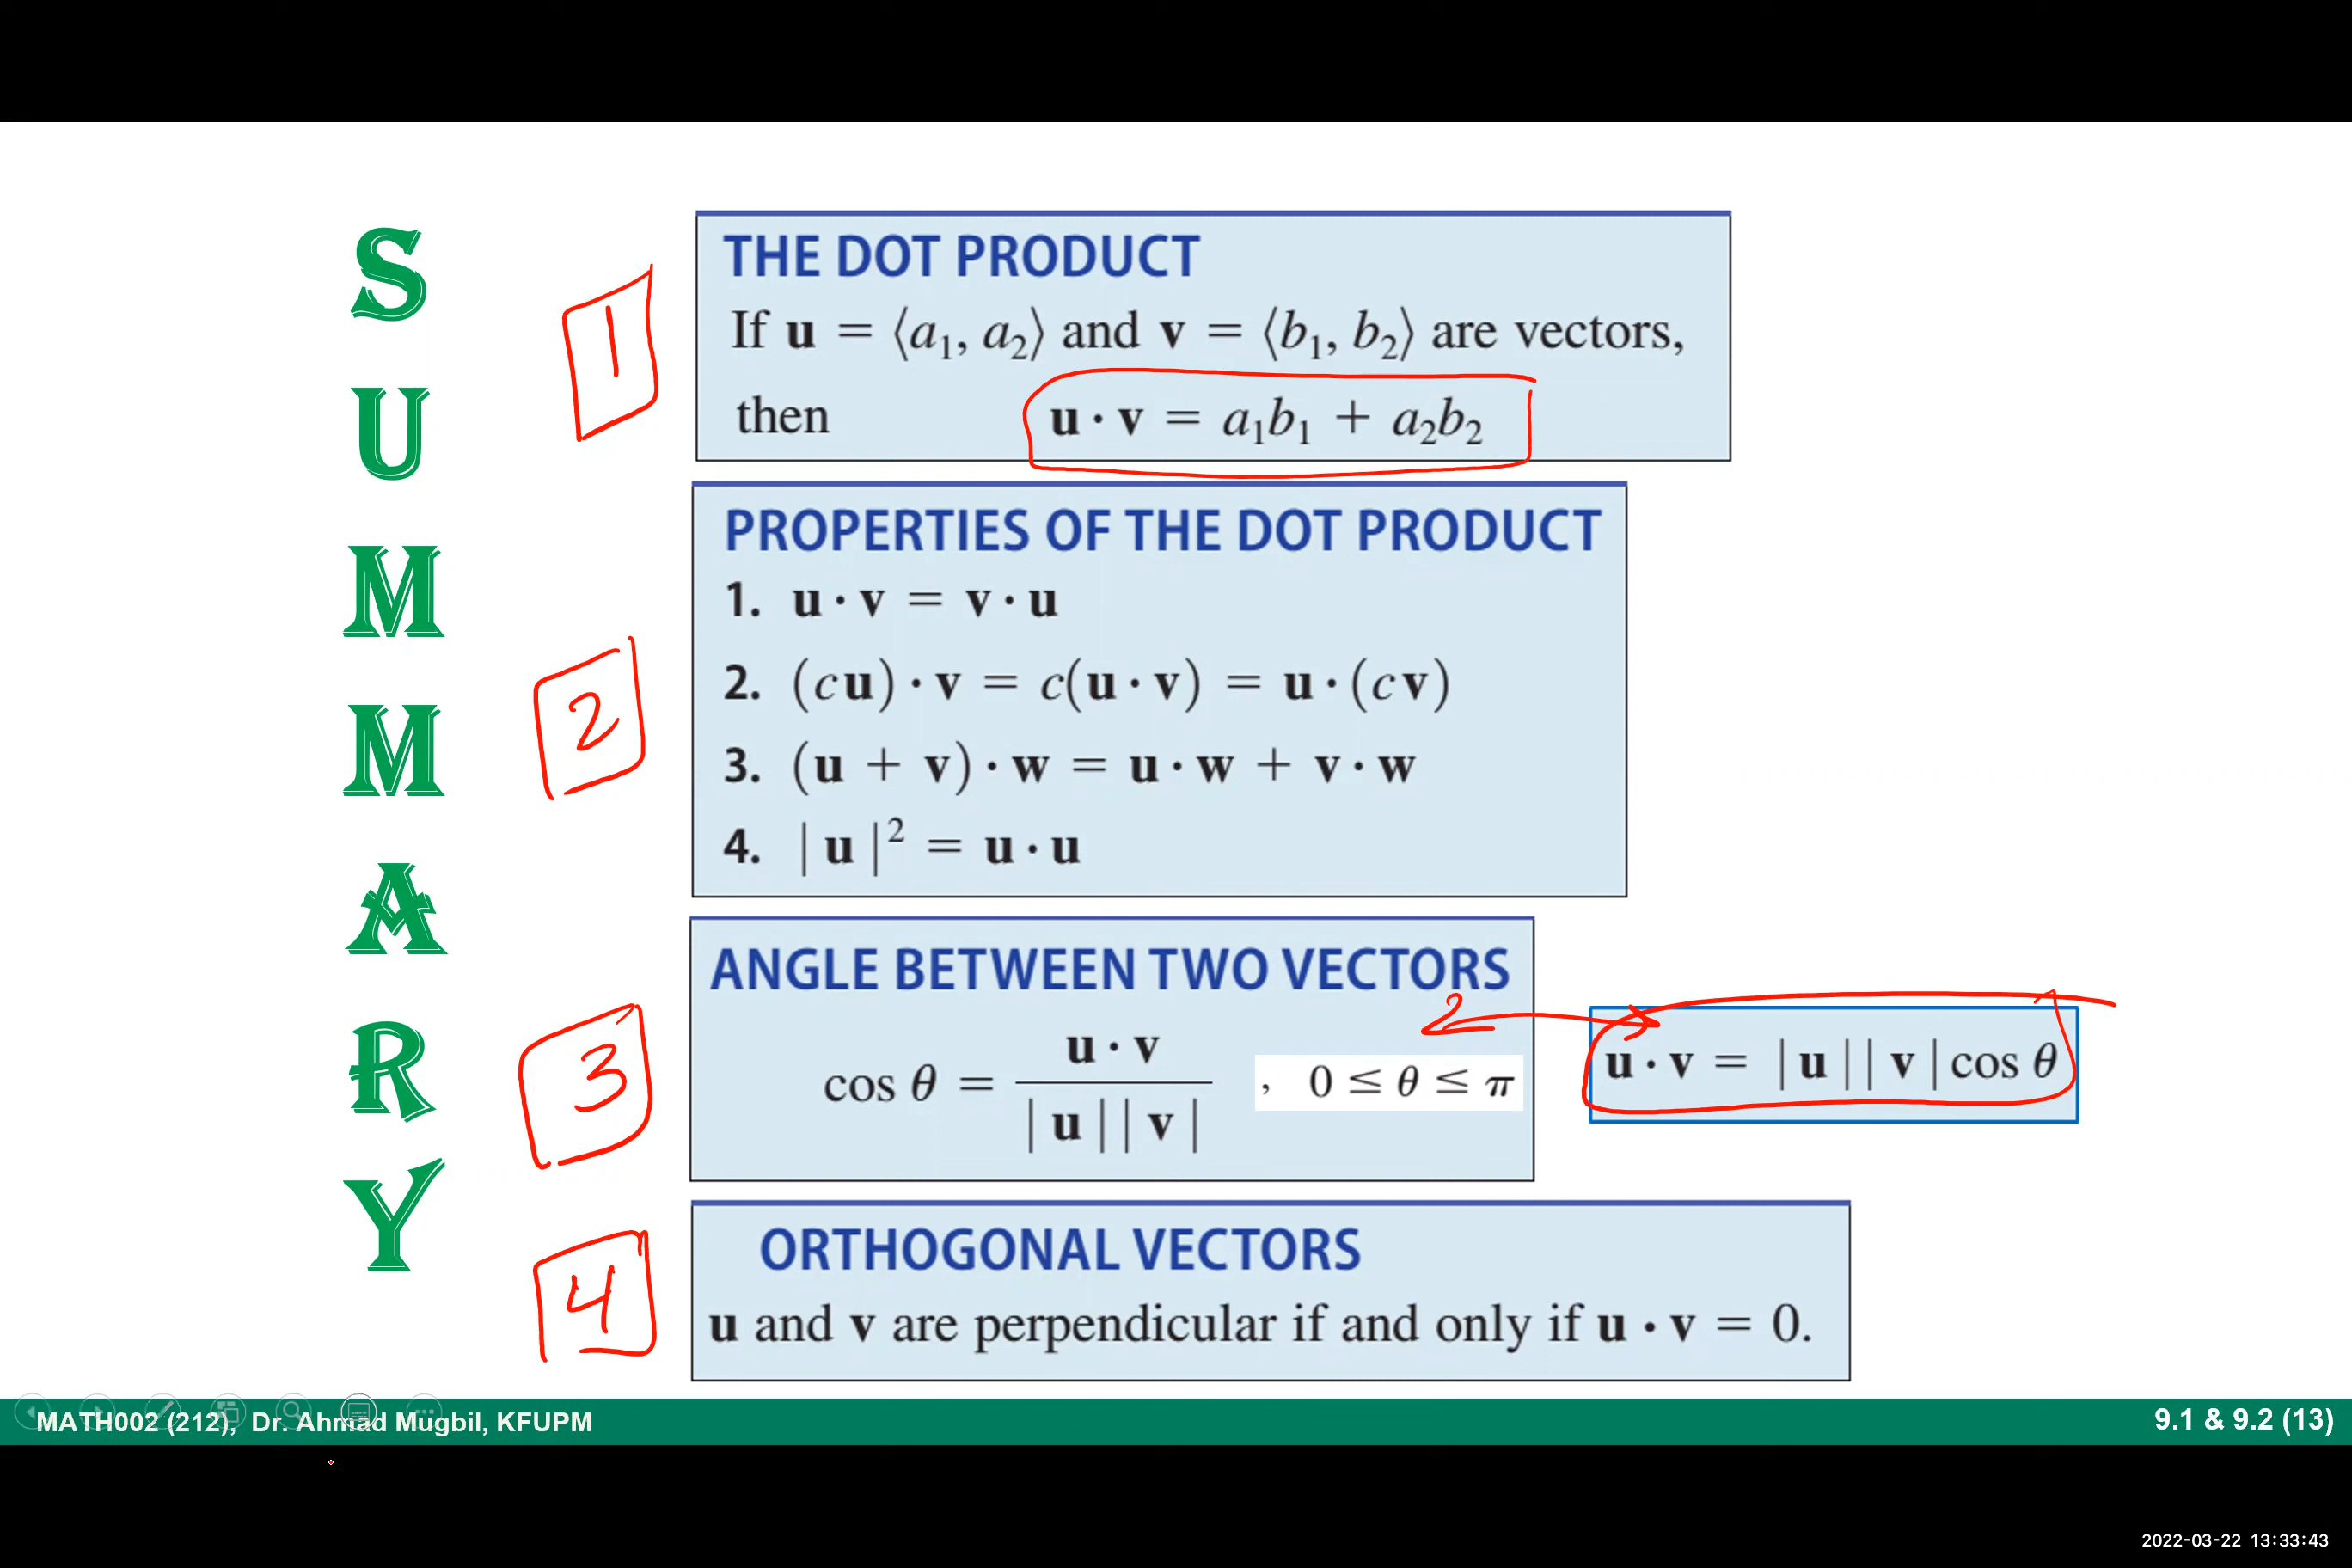 SUMMARY
1
THE DOT PRODUCT
If u = ⟨a₁, a₂⟩ and v = ⟨b₁, b₂⟩ are vectors,
then u · v = a₁b₁ + a₂b₂
2
PROPERTIES OF THE DOT PRODUCT
1. u · v = v · u
2. (cu) · v = c(u · v) = u · (cv)
3. (u + v) · w = u · w + v · w
4. |u|² = u · u
3
ANGLE BETWEEN TWO VECTORS
2
cos θ = u · v / |u||v| , 0 ≤ θ ≤ π
u · v = |u||v| cos θ
4
ORTHOGONAL VECTORS
u and v are perpendicular if and only if u · v = 0.
MATH002 (212), Dr. Ahmad Mugbil, KFUPM
9.1 & 9.2 (13)
2022-03-22 13:33:43